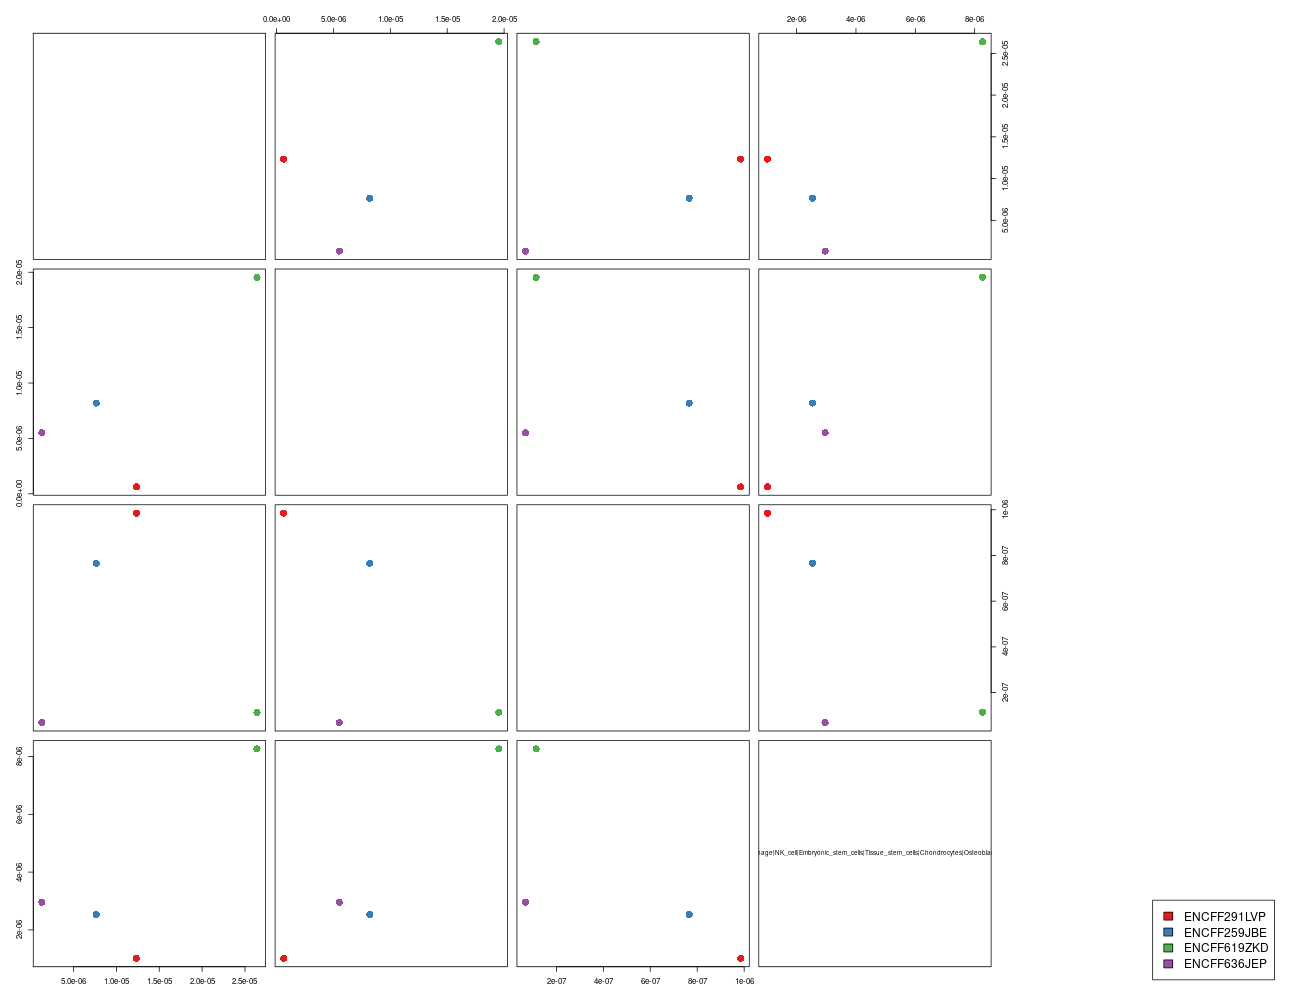 0.0e+00 5.0e-06 1.0e-05 1.5e-05 2.0e-05
2e-06 4e-06 6e-06 8e-06
2.5e-05
2.0e-05
1.5e-05
1.0e-05
5.0e-06
2.0e-05
1.5e-05
1.0e-05
5.0e-06
0.0e+00
1e-06
8e-07
6e-07
4e-07
2e-07
8e-06
6e-06
4e-06
2e-06
|NK_cell|Embryonic_stem_cells|Tissue_stem_cells|Chondrocytes|
5.0e-06 1.0e-05 1.5e-05 2.0e-05 2.5e-05
2e-07 4e-07 6e-07 8e-07 1e-06
ENCFF291LVP
ENCFF259JBE
ENCFF619ZKD
ENCFF636JEP